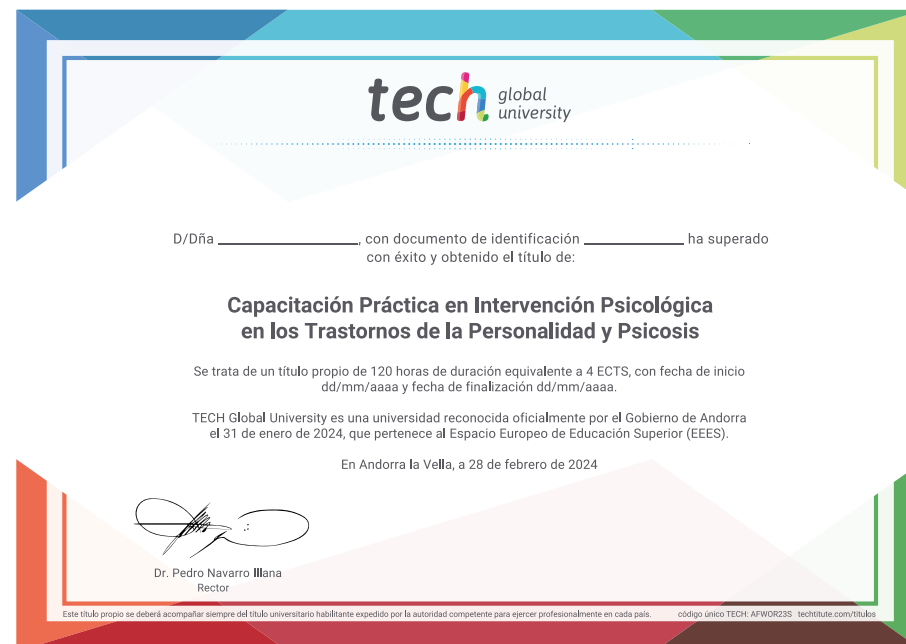 tech global university
D/Dña ____________________, con documento de identificación ______________ ha superado
con éxito y obtenido el título de:
Capacitación Práctica en Intervención Psicológica
en los Trastornos de la Personalidad y Psicosis
Se trata de un título propio de 120 horas de duración equivalente a 4 ECTS, con fecha de inicio
dd/mm/aaaa y fecha de finalización dd/mm/aaaa.
TECH Global University es una universidad reconocida oficialmente por el Gobierno de Andorra
el 31 de enero de 2024, que pertenece al Espacio Europeo de Educación Superior (EEES).
En Andorra la Vella, a 28 de febrero de 2024
Dr. Pedro Navarro Illana
Rector
Este título propio se deberá acompañar siempre del título universitario habilitante expedido por la autoridad competente para ejercer profesionalmente en cada país. código único TECH: AFWOR23S techtitute.com/titulos